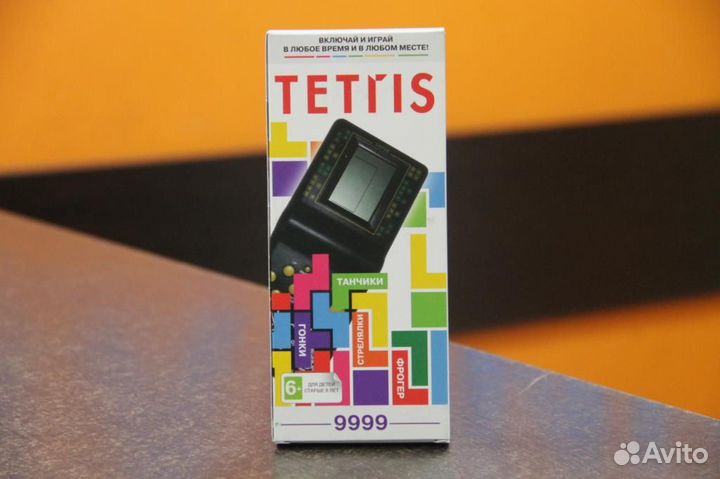 ВКЛЮЧАЙ И ИГРАЙ
В ЛЮБОЕ ВРЕМЯ И В ЛЮБОМ МЕСТЕ!
TETRIS
ТАНЧИКИ
ГОНКИ
СТРЕЛЯЛКИ
ФРОГЕР
6+
ДЛЯ ДЕТЕЙ
СТАРШЕ 6 ЛЕТ
9999
Avito